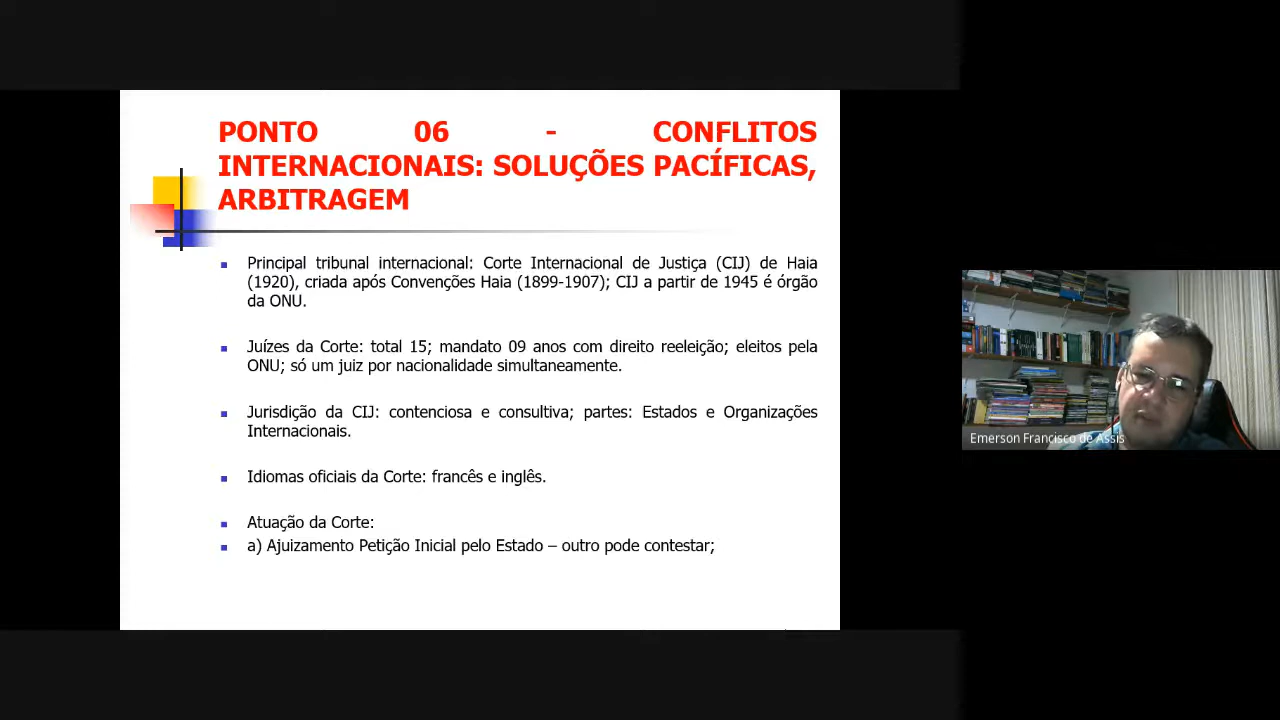 PONTO 06 - CONFLITOS
INTERNACIONAIS: SOLUÇÕES PACÍFICAS,
ARBITRAGEM
Principal tribunal internacional: Corte Internacional de Justiça (CIJ) de Haia
(1920), criada após Convenções Haia (1899-1907); CIJ a partir de 1945 é órgão
da ONU.
Juízes da Corte: total 15; mandato 09 anos com direito reeleição; eleitos pela
ONU; só um juiz por nacionalidade simultaneamente.
Jurisdição da CIJ: contenciosa e consultiva; partes: Estados e Organizações
Internacionais.
Idiomas oficiais da Corte: francês e inglês.
Atuação da Corte:
a) Ajuizamento Petição Inicial pelo Estado – outro pode contestar;
Emerson Francisco de Assis